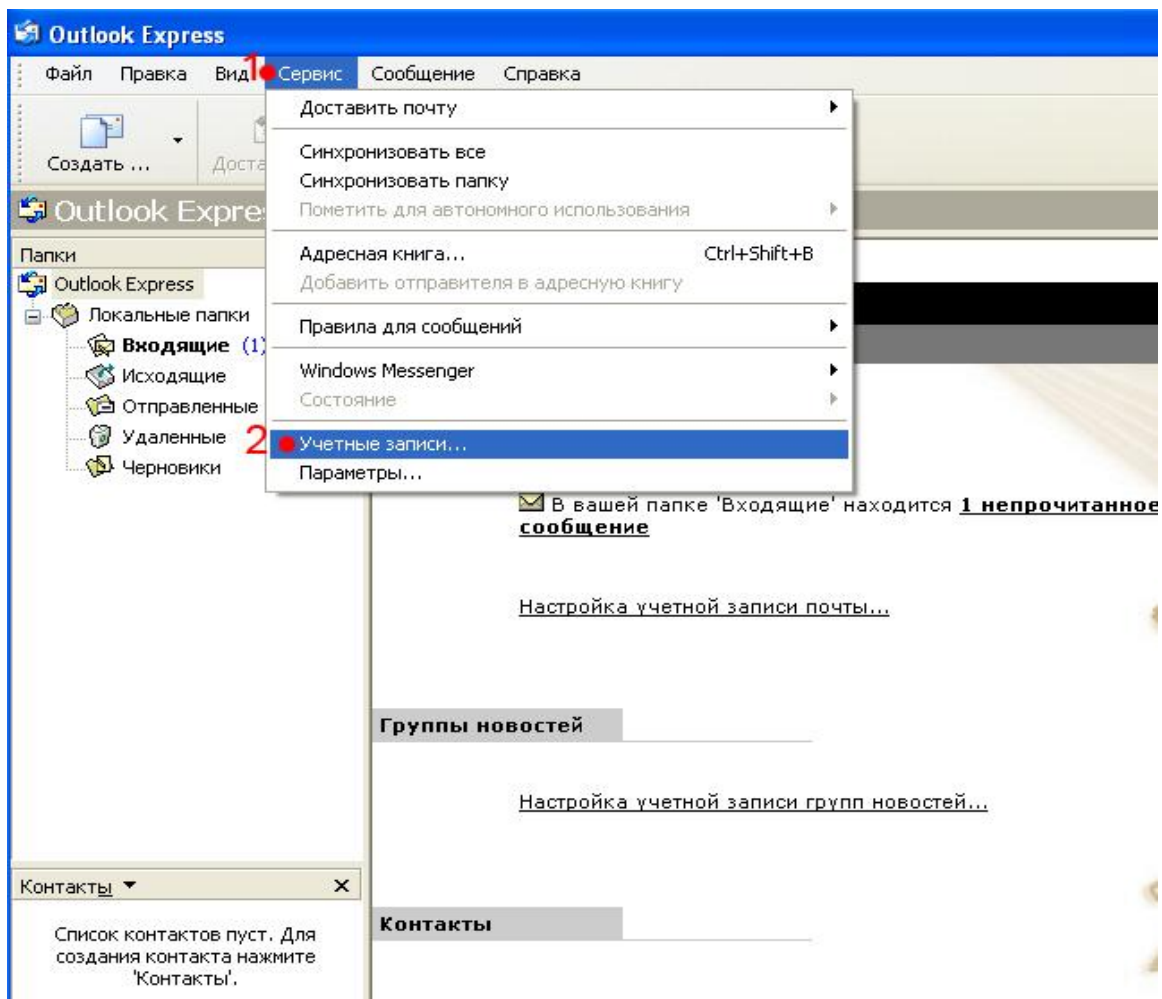 Outlook Express
1
Файл Правка Вид Сервис Сообщение Справка
Создать ...
Доставить почту
Синхронизовать все
Синхронизовать папку
Пометить для автономного использования
Адресная книга... Ctrl+Shift+B
Добавить отправителя в адресную книгу
Правила для сообщений
Windows Messenger
Состояние
2 Учетные записи...
Параметры...
Папки
Outlook Express
Локальные папки
Входящие (1)
Исходящие
Отправленные
Удаленные
Черновики
В вашей папке 'Входящие' находится 1 непрочитанное
сообщение
Настройка учетной записи почты...
Группы новостей
Настройка учетной записи групп новостей...
Контакты
Контакты
Список контактов пуст. Для
создания контакта нажмите
'Контакты'.